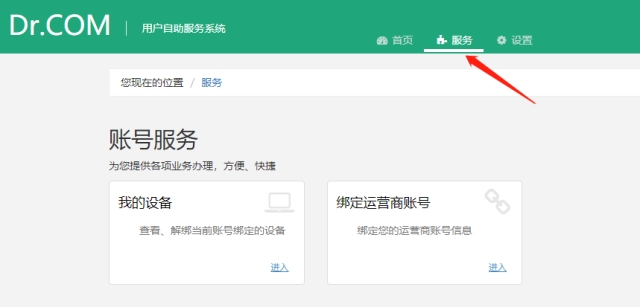 Dr.COM 用户自助服务系统
首页 服务 设置
您现在的位置 / 服务
账号服务
为您提供各项业务办理，方便、快捷
我的设备
查看、解绑当前账号绑定的设备
进入
绑定运营商账号
绑定您的运营商账号信息
进入